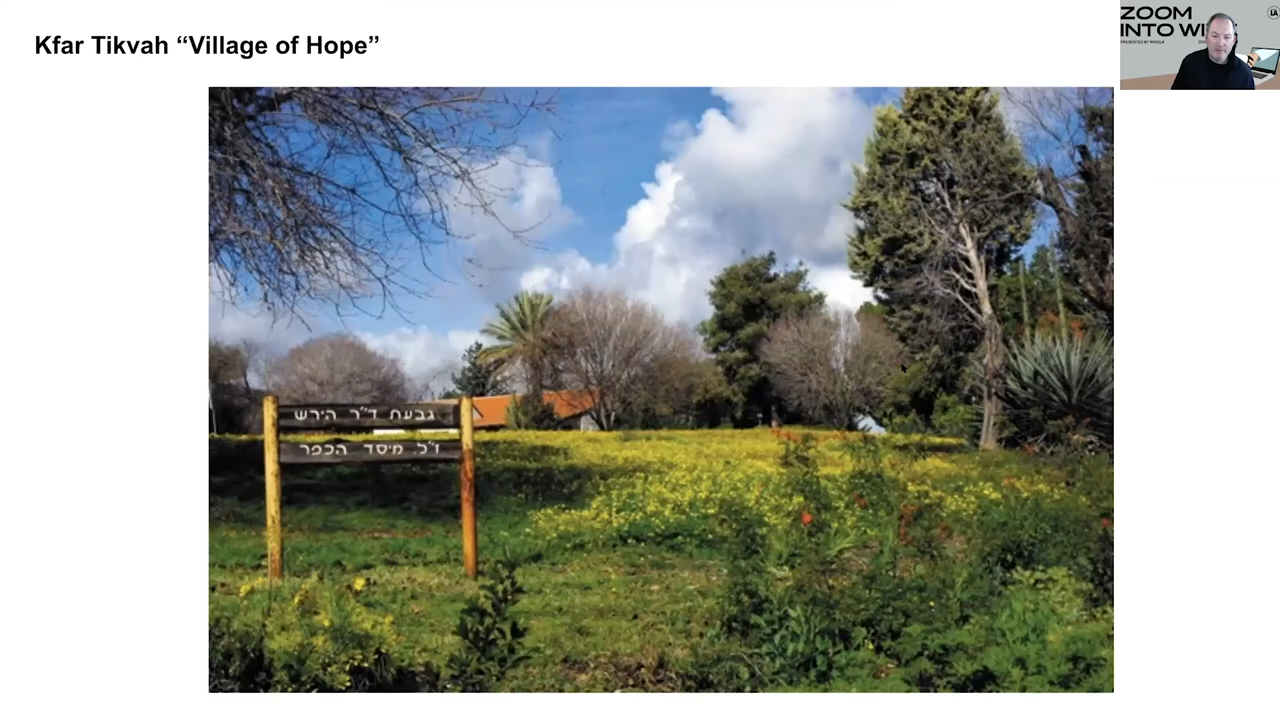 Kfar Tikvah “Village of Hope”
ZOOM
INTO WI
גבעת ד"ר הירש
ז"ל. מיסד הכפר